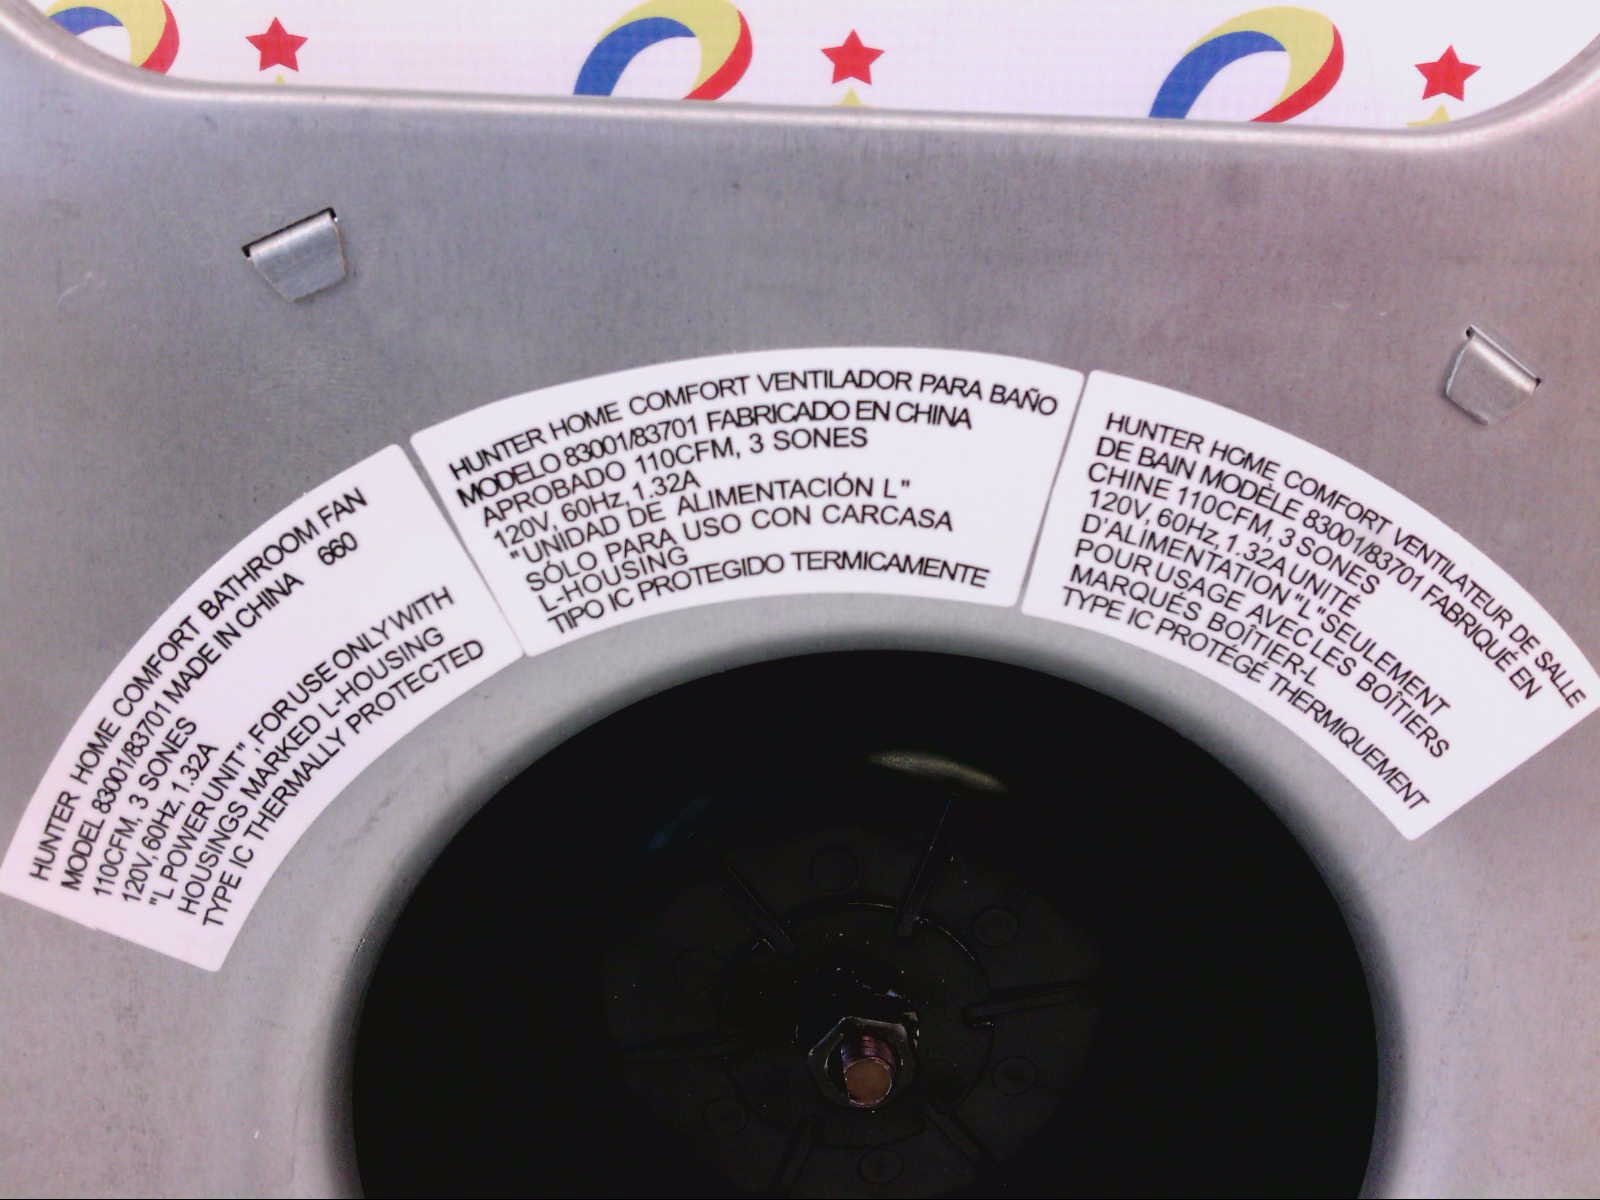 HUNTER HOME COMFORT BATHROOM FAN
MODEL 83001/83701 MADE IN CHINA 660
110CFM, 3 SONES
120V, 60Hz, 1.32A
"L POWER UNIT", FOR USE ONLY WITH
HOUSINGS MARKED L-HOUSING
TYPE IC THERMALLY PROTECTED
HUNTER HOME COMFORT VENTILADOR PARA BAÑO
MODELO 83001/83701 FABRICADO EN CHINA
APROBADO 110CFM, 3 SONES
120V, 60Hz, 1.32A
"UNIDAD DE ALIMENTACIÓN L"
SÓLO PARA USO CON CARCASA
L-HOUSING
TIPO IC PROTEGIDO TERMICAMENTE
HUNTER HOME COMFORT VENTILATEUR DE SALLE
DE BAIN MODÈLE 83001/83701 FABRIQUÉ EN
CHINE 110CFM, 3 SONES
120V, 60Hz, 1.32A UNITÉ
D'ALIMENTATION "L" SEULEMENT
POUR USAGE AVEC LES BOÎTIERS
MARQUÉS BOÎTIER-L
TYPE IC PROTÉGÉ THERMIQUEMENT